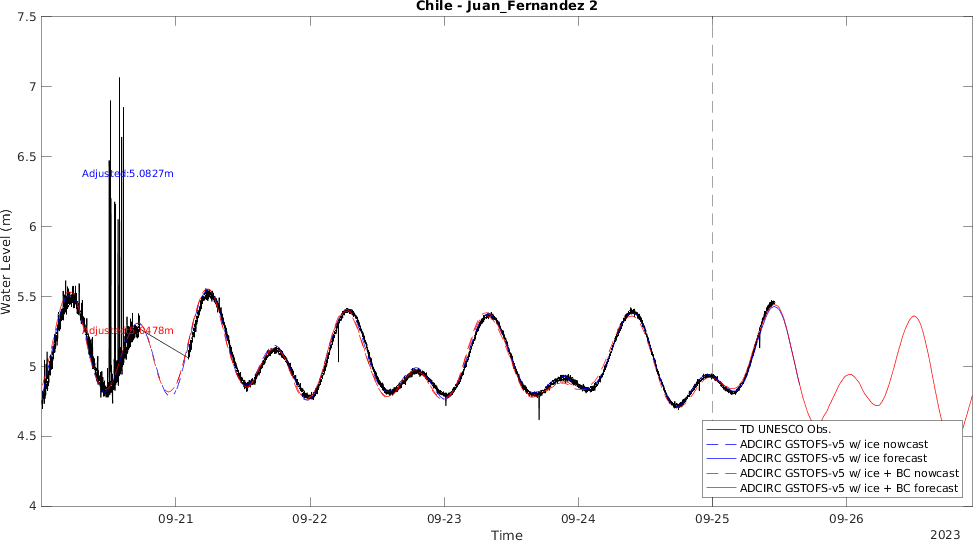 Chile - Juan_Fernandez 2
7.5
7
6.5
6
5.5
5
4.5
4
Water Level (m)
Adjusted:5.0827m
TD UNESCO Obs.
ADCIRC GSTOFS-v5 w/ ice nowcast
ADCIRC GSTOFS-v5 w/ ice forecast
ADCIRC GSTOFS-v5 w/ ice + BC nowcast
ADCIRC GSTOFS-v5 w/ ice + BC forecast
09-21
09-22
09-23
09-24
09-25
09-26
Time
2023